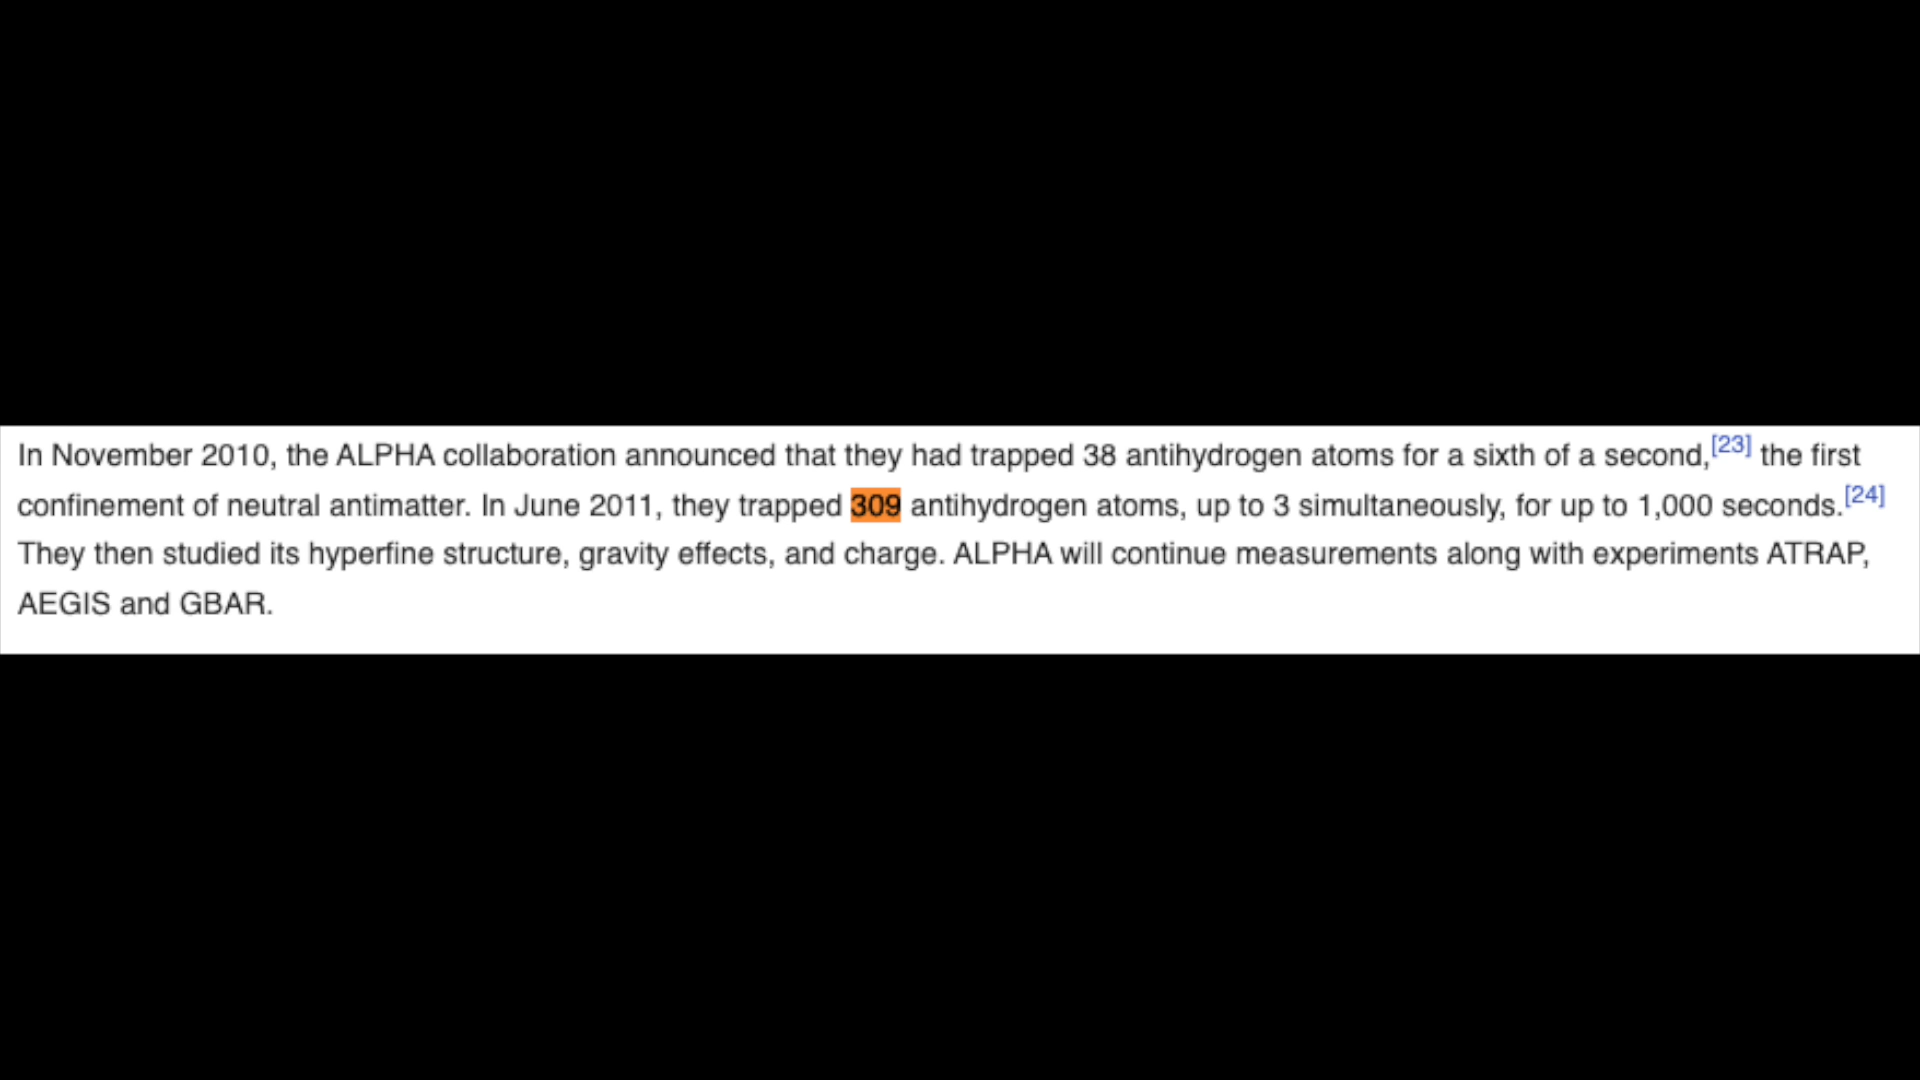 In November 2010, the ALPHA collaboration announced that they had trapped 38 antihydrogen atoms for a sixth of a second,[23] the first
confinement of neutral antimatter. In June 2011, they trapped 309 antihydrogen atoms, up to 3 simultaneously, for up to 1,000 seconds.[24]
They then studied its hyperfine structure, gravity effects, and charge. ALPHA will continue measurements along with experiments ATRAP,
AEGIS and GBAR.